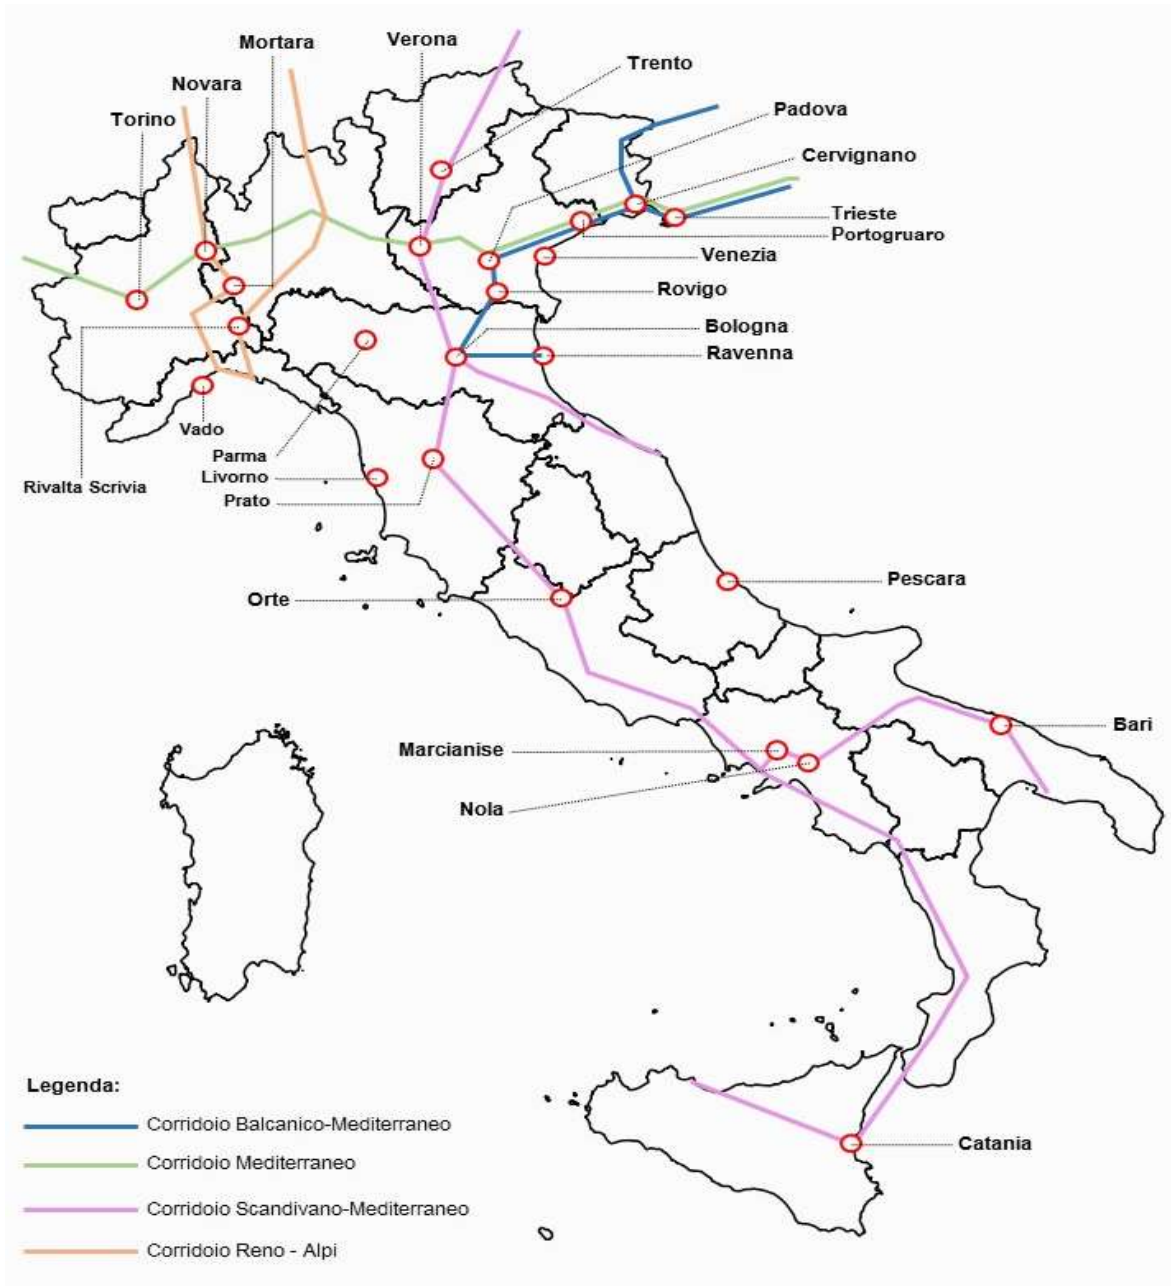 Mortara
Verona
Trento
Novara
Padova
Torino
Cervignano
Trieste
Portogruaro
Venezia
Rovigo
Bologna
Ravenna
Vado
Parma
Livorno
Rivalta Scrivia
Prato
Pescara
Orte
Bari
Marcianise
Nola
Legenda:
Corridoio Balcanico-Mediterraneo
Corridoio Mediterraneo
Catania
Corridoio Scandivano-Mediterraneo
Corridoio Reno - Alpi